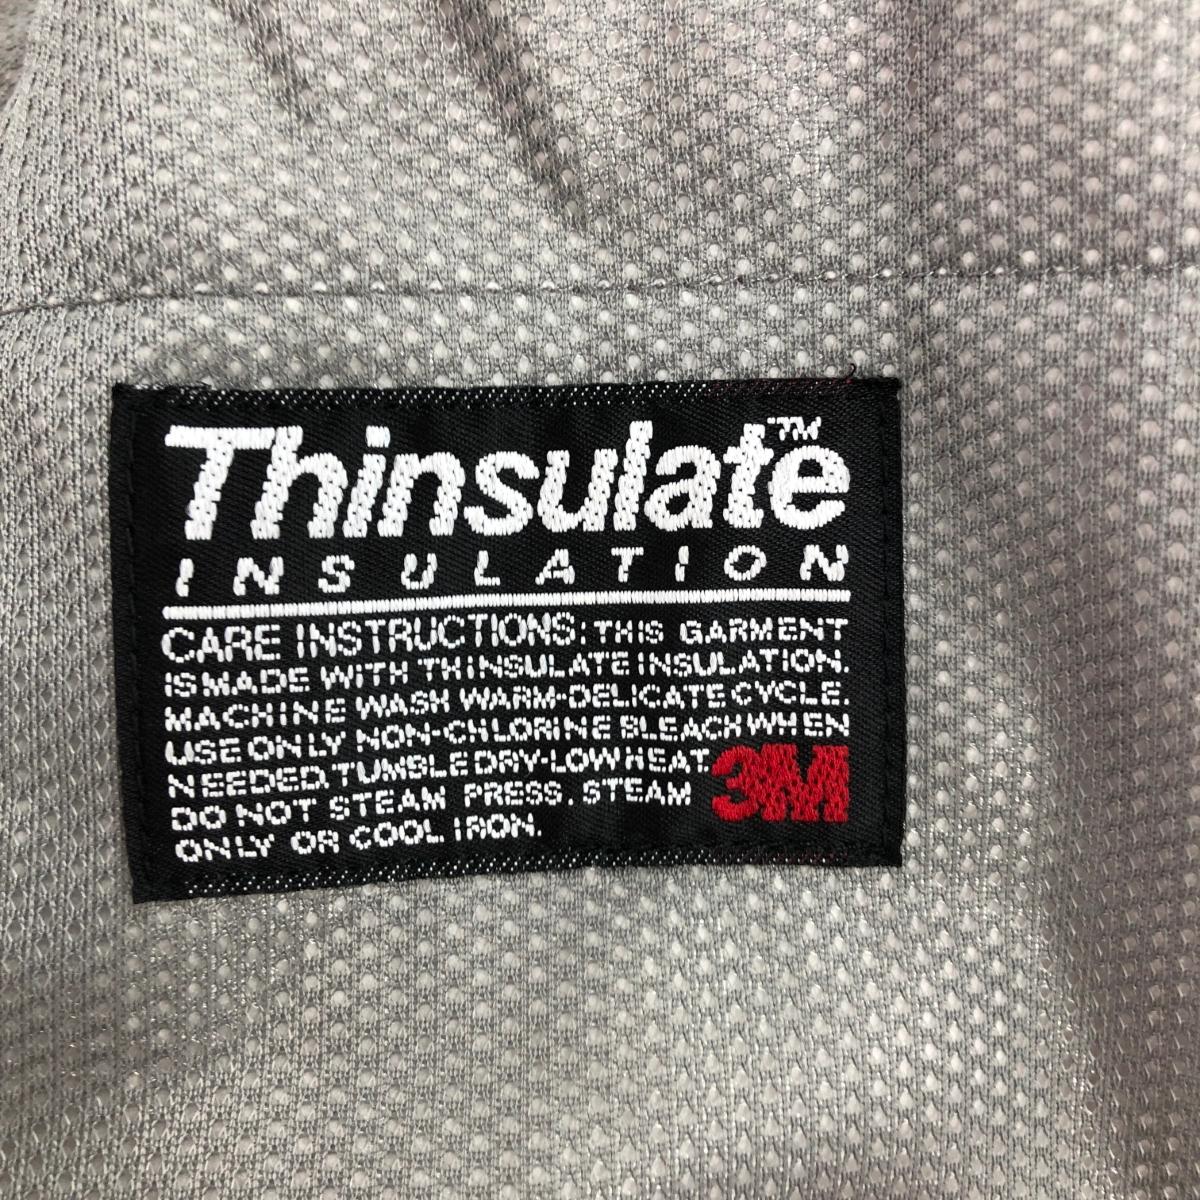 Thinsulate™
INSULATION
CARE INSTRUCTIONS: THIS GARMENT
IS MADE WITH THINSULATE INSULATION.
MACHINE WASH WARM-DELICATE CYCLE.
USE ONLY NON-CHLORINE BLEACH WHEN
NEEDED. TUMBLE DRY-LOW HEAT.
DO NOT STEAM PRESS. STEAM
ONLY OR COOL IRON.
3M